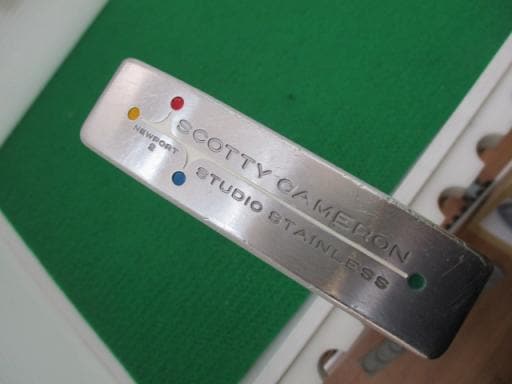 SCOTTY CAMERON
STUDIO STAINLESS
NEWPORT
2